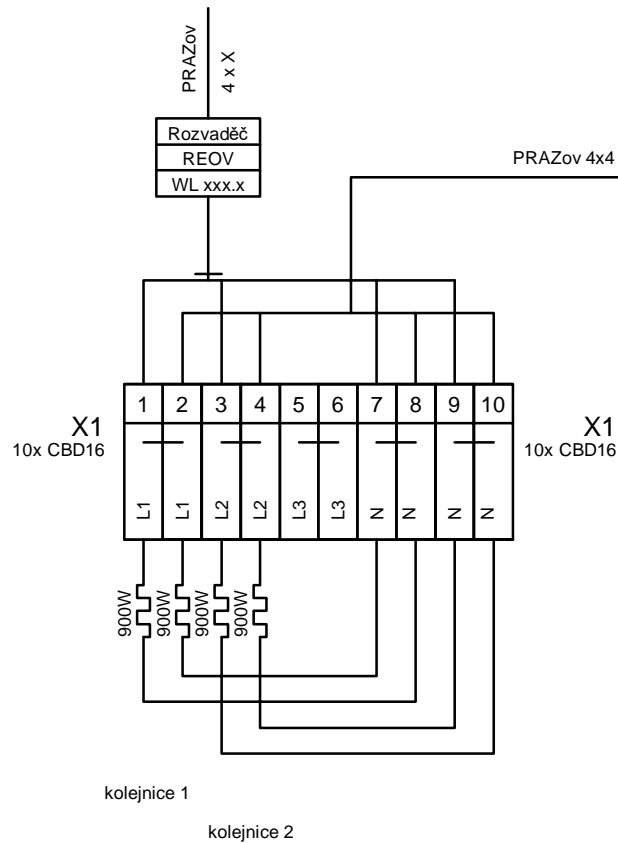 PRAZov
4 x X
Rozvaděč
REOV
WL xxx.x
PRAZov 4x4
1 2 3 4 5 6 7 8 9 10
X1
10x CBD16
X1
10x CBD16
L1 L1 L2 L2 L3 L3 N N N N
900W 900W 900W 900W
kolejnice 1
kolejnice 2